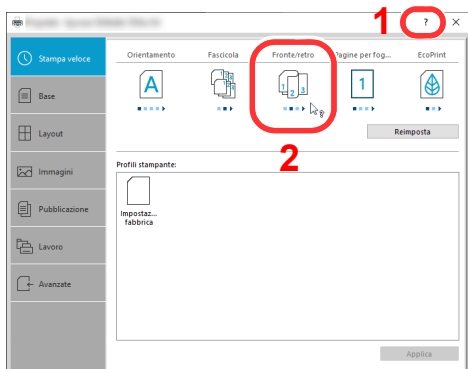 1
?
Stampa veloce
Orientamento
Fascicola
Fronte/retro
Pagine per fog...
EcoPrint
A
1 2 3
1
Base
Reimposta
Layout
2
Profili stampante:
Immagini
Impostaz...
fabbrica
Pubblicazione
Lavoro
Avanzate
Applica